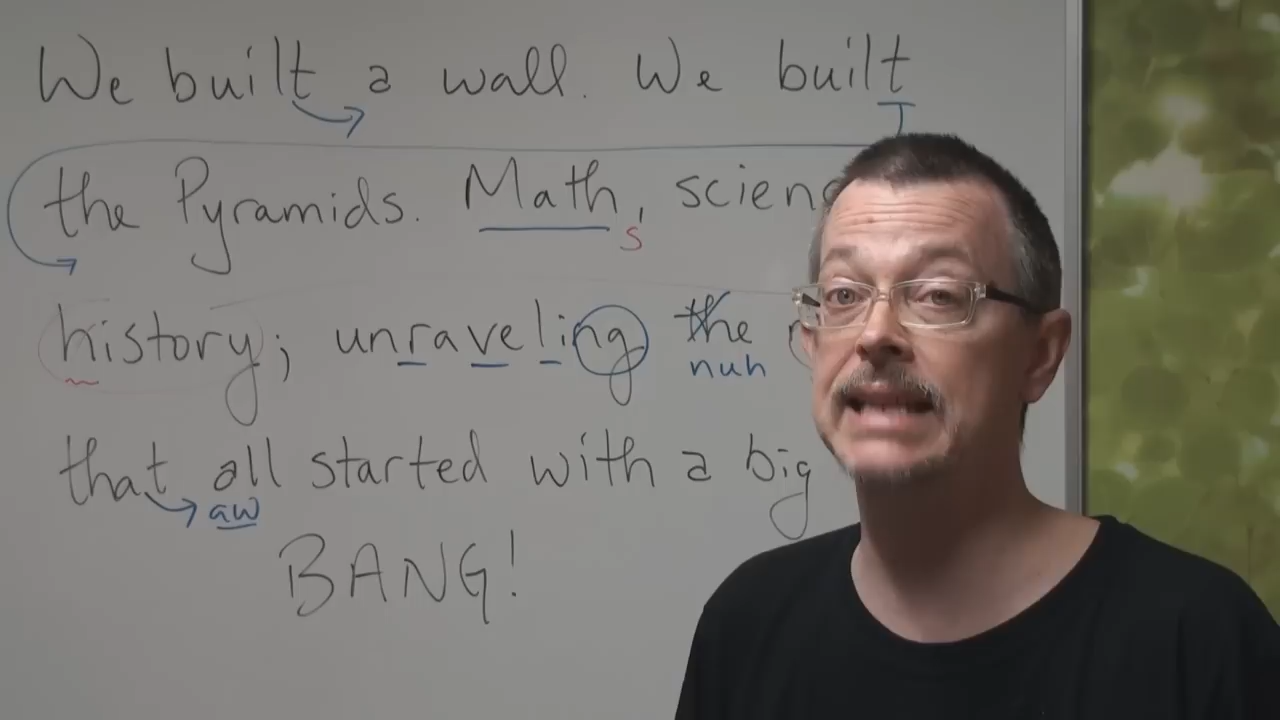 We built a wall. We built
the Pyramids. Math, scienc
s
history; unraveling the
nuh
that all started with a big
aw
BANG!